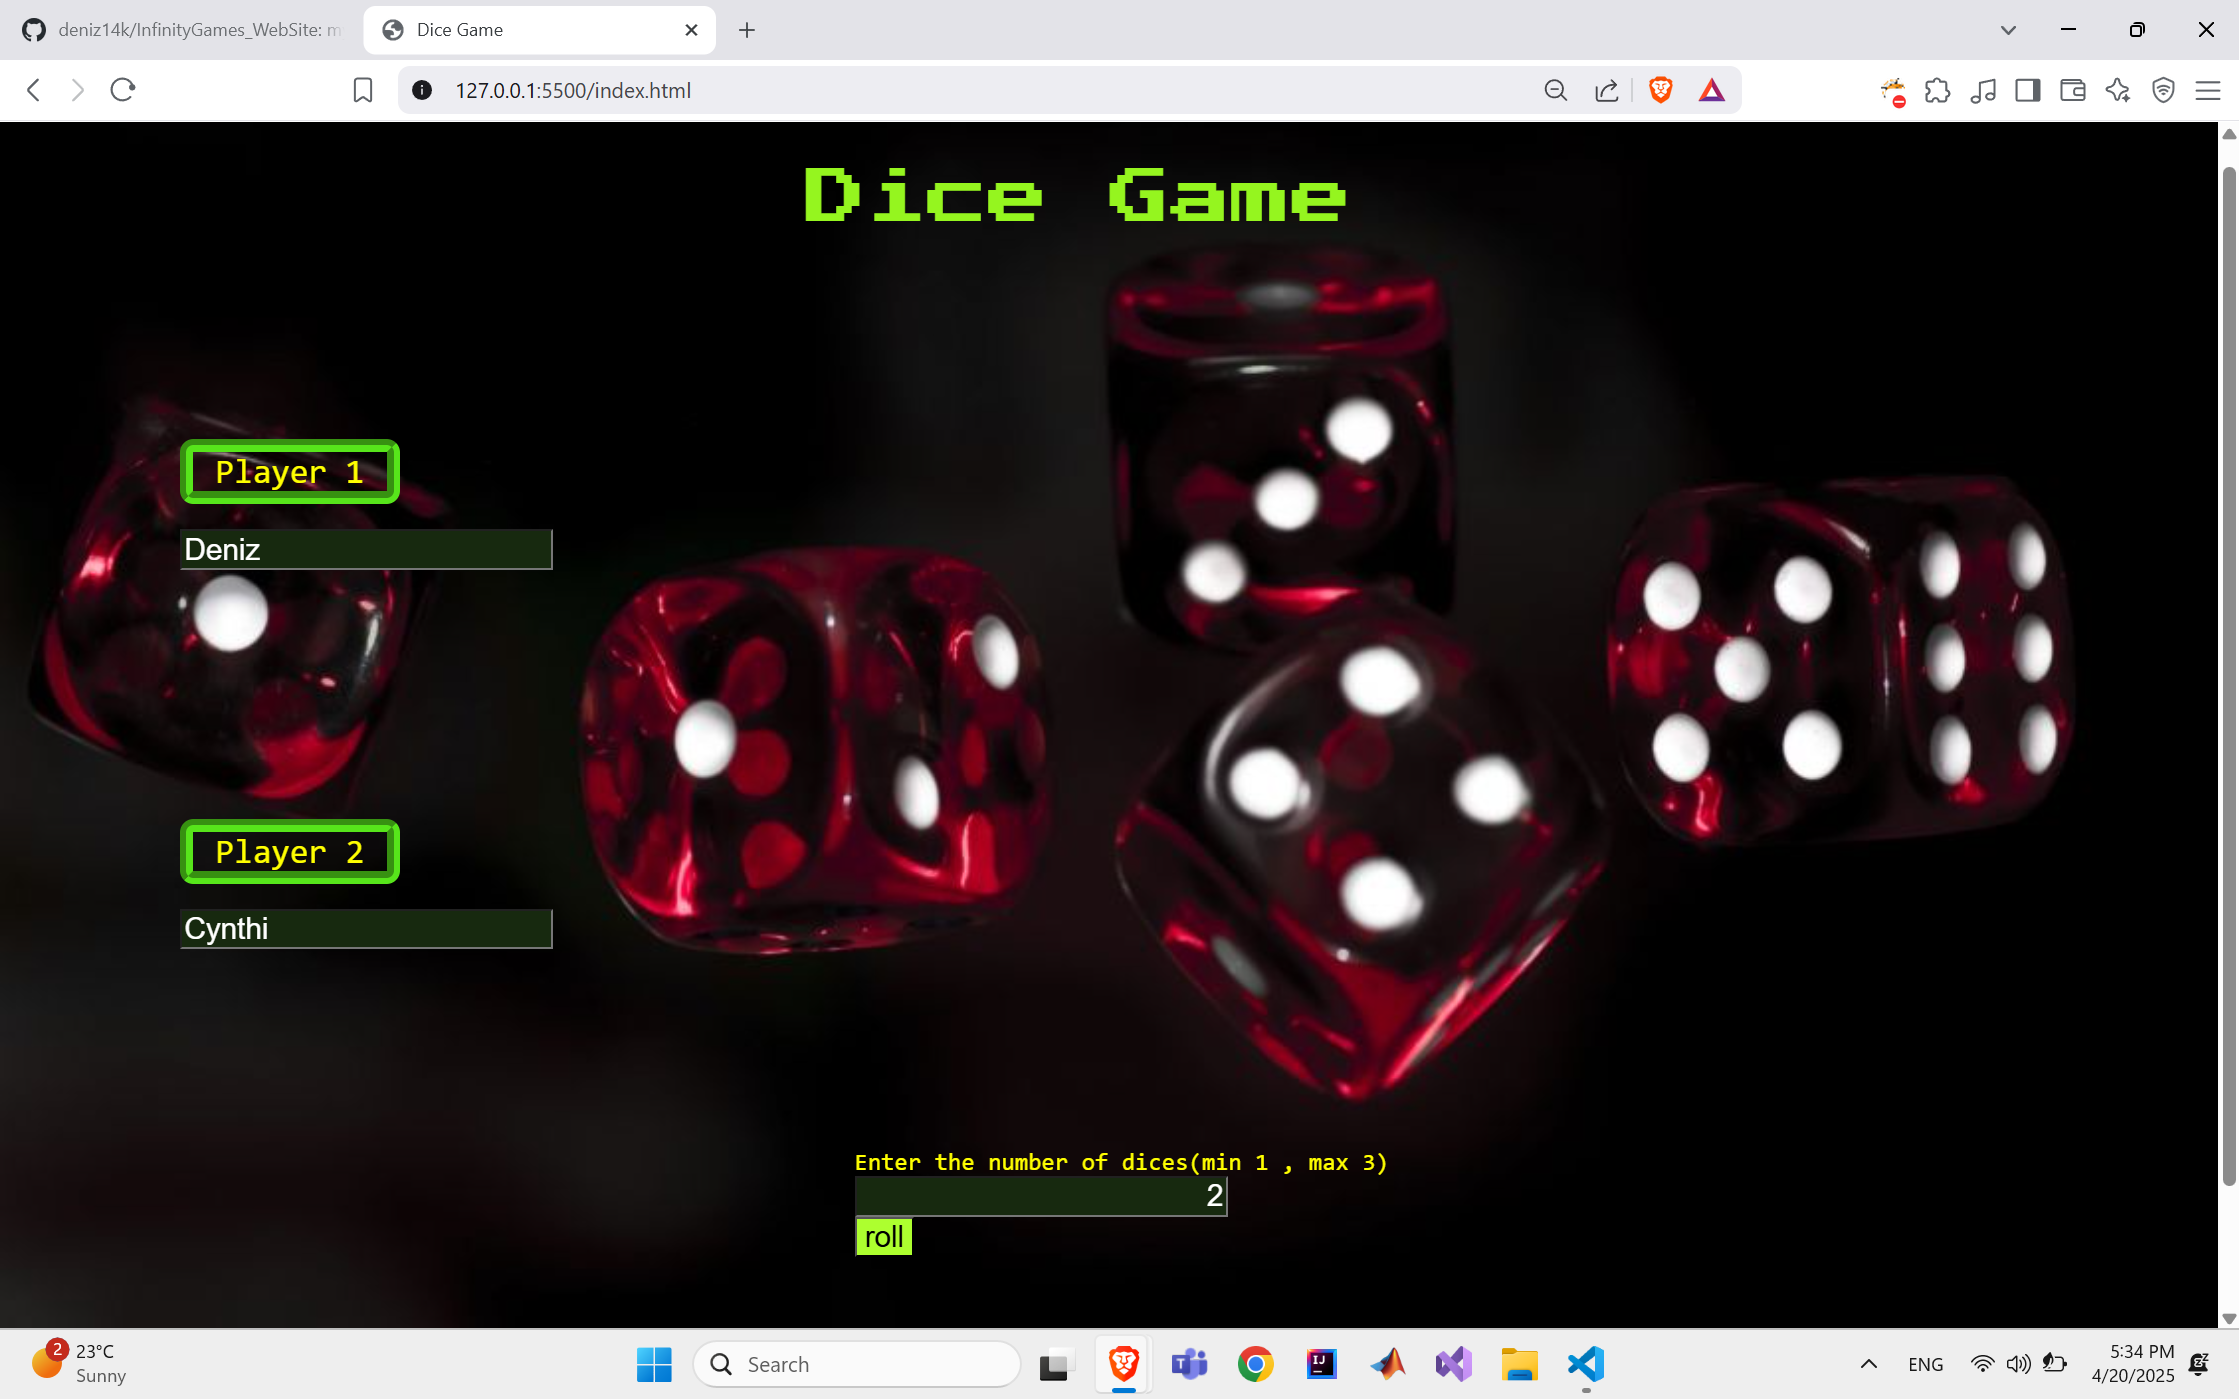 deniz14k/InfinityGames_WebSite: m
Dice Game
127.0.0.1:5500/index.html
Dice Game
Player 1
Deniz
Player 2
Cynthi
Enter the number of dices(min 1 , max 3)
2
roll
2
23°C
Sunny
Search
ENG
5:34 PM
4/20/2025